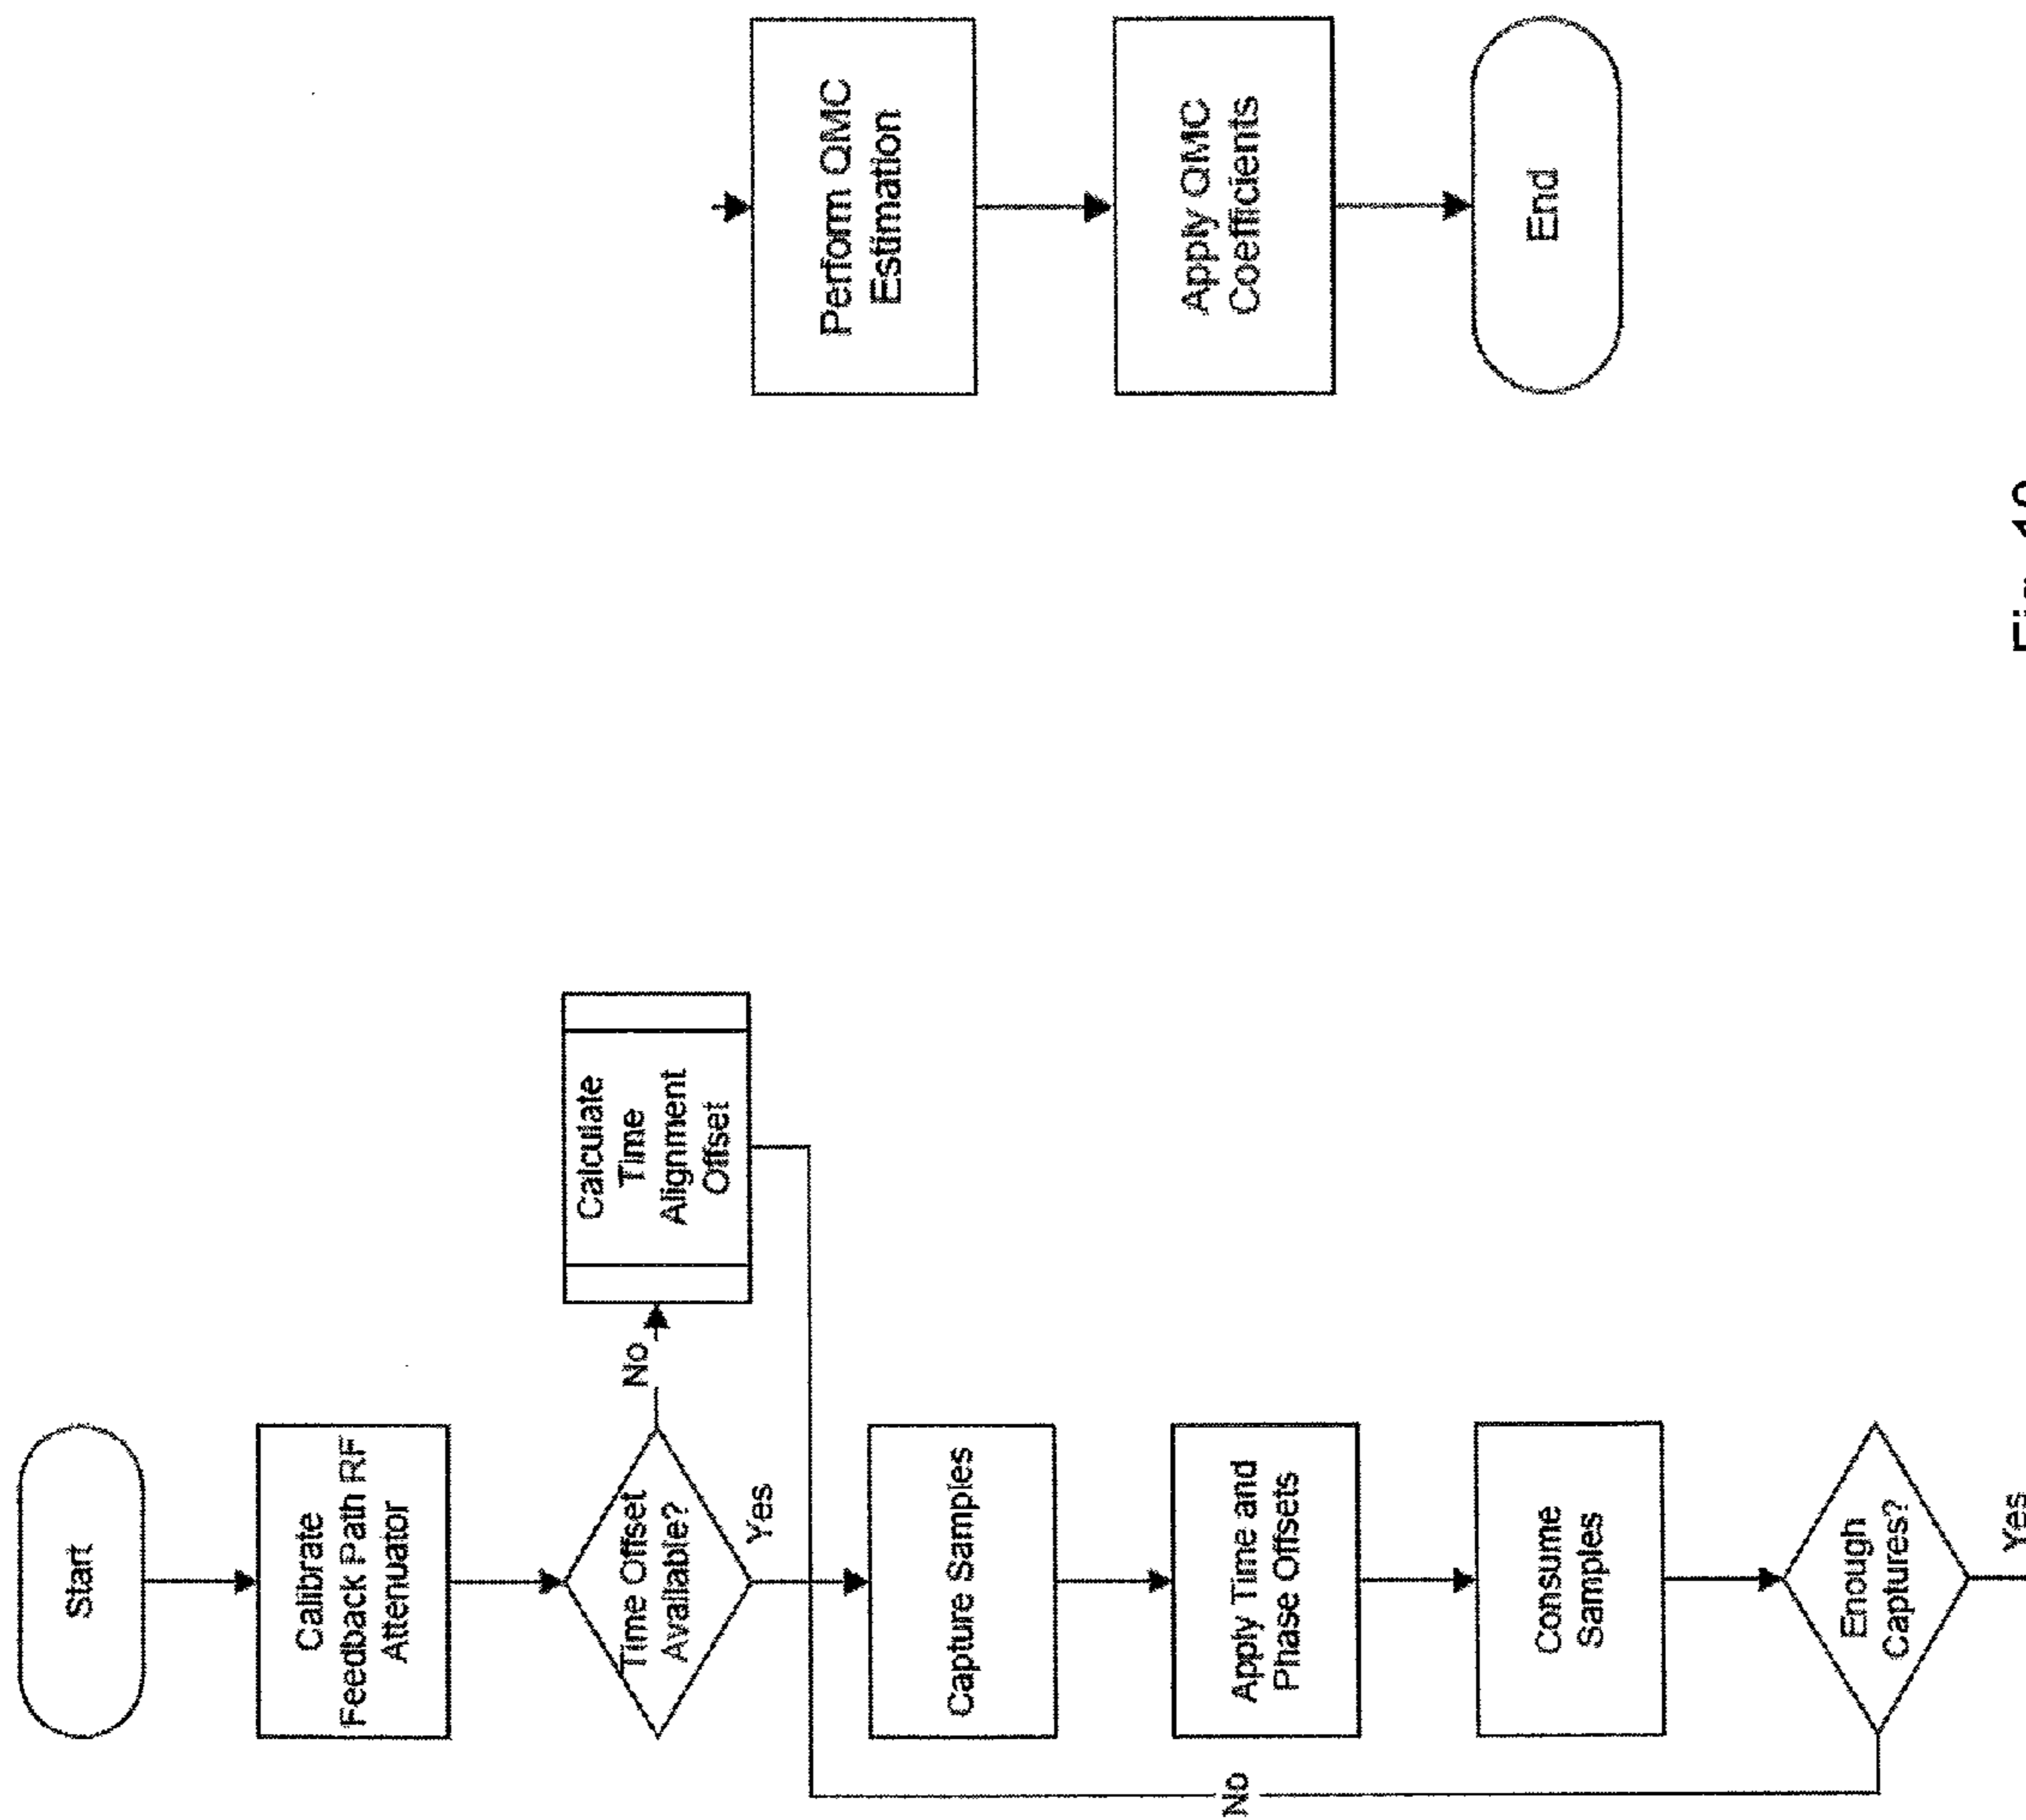 Start
Calibrate
Feedback Path RF
Attenuator
Time Offset
Available?
No
Calculate
Time
Alignment
Offset
Yes
Capture Samples
Apply Time and
Phase Offsets
Consume
Samples
Enough
Captures?
No
Yes
Perform QMC
Estimation
Apply QMC
Coefficients
End